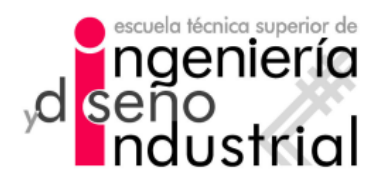 escuela técnica superior de
ingeniería
y diseño
industrial